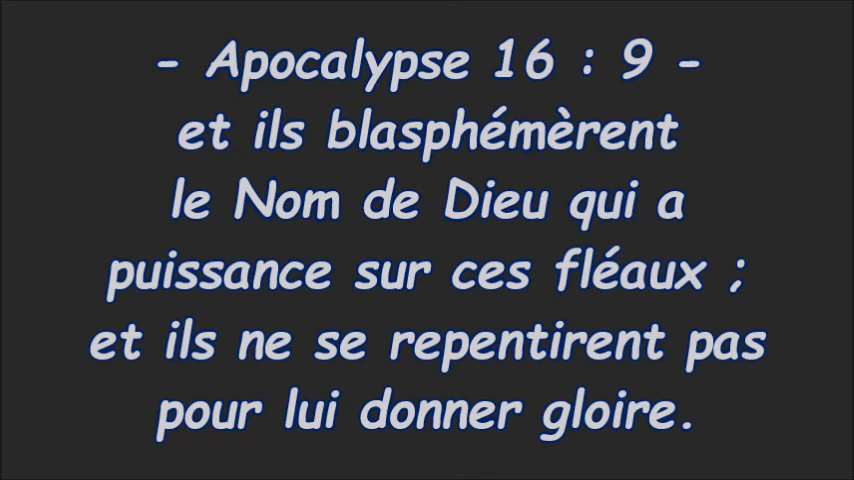 - Apocalypse 16 : 9 -
et ils blasphémèrent
le Nom de Dieu qui a
puissance sur ces fléaux ;
et ils ne se repentirent pas
pour lui donner gloire.